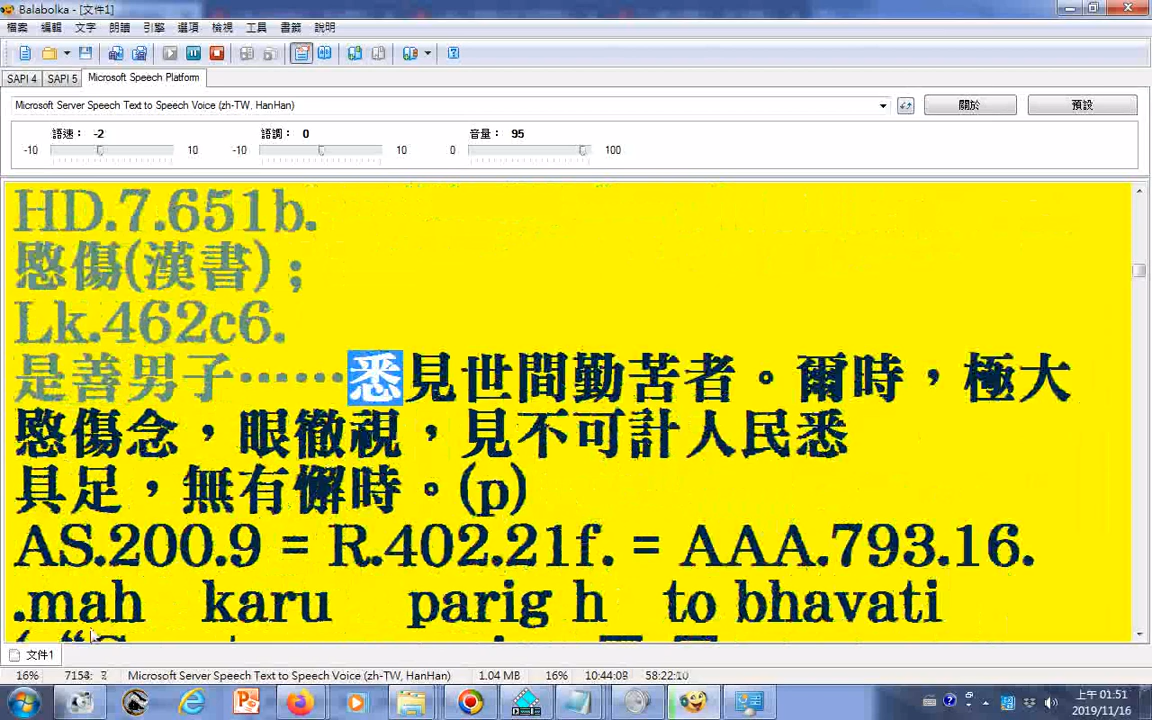 Balabolka - [文件1]
檔案 編輯 文字 朗讀 引擎 選項 檢視 工具 書籤 說明
SAPI 4 SAPI 5 Microsoft Speech Platform
Microsoft Server Speech Text to Speech Voice (zh-TW, HanHan) 關於 預設
語速： -2 語調： 0 音量： 95
-10 10 -10 10 0 100
HD.7.651b.
愍傷(漢書)；
Lk.462c6.
是善男子……悉見世間勤苦者。爾時，極大
愍傷念，眼徹視，見不可計人民悉
具足，無有懈時。(p)
AS.200.9 = R.402.21f. = AAA.793.16.
.mah karu parig h to bhavati
文件1
16% Microsoft Server Speech Text to Speech Voice (zh-TW, HanHan) 1.04 MB 16% 10:44:08 58:22:10
上午 01:51
2019/11/16